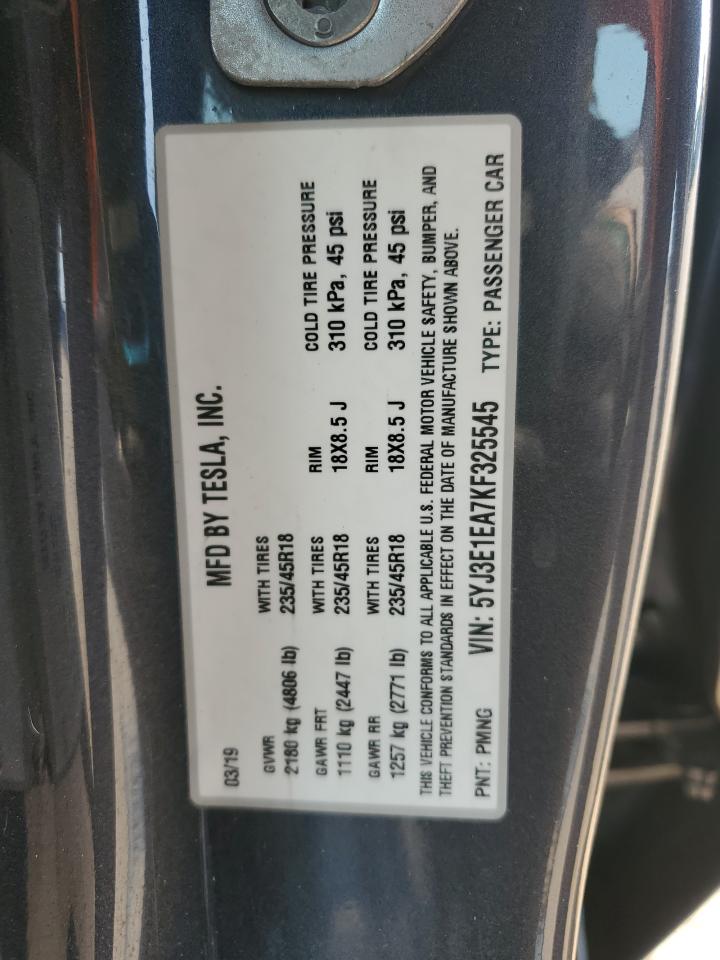 MFD BY TESLA, INC.
03/19
GVWR WITH TIRES
2180 kg (4806 lb) 235/45R18
GAWR FRT WITH TIRES RIM COLD TIRE PRESSURE
1110 kg (2447 lb) 235/45R18 18X8.5 J 310 kPa, 45 psi
GAWR RR WITH TIRES RIM COLD TIRE PRESSURE
1257 kg (2771 lb) 235/45R18 18X8.5 J 310 kPa, 45 psi
THIS VEHICLE CONFORMS TO ALL APPLICABLE U.S. FEDERAL MOTOR VEHICLE SAFETY, BUMPER, AND
THEFT PREVENTION STANDARDS IN EFFECT ON THE DATE OF MANUFACTURE SHOWN ABOVE.
PNT: PMNG VIN: 5YJ3E1EA7KF325545 TYPE: PASSENGER CAR